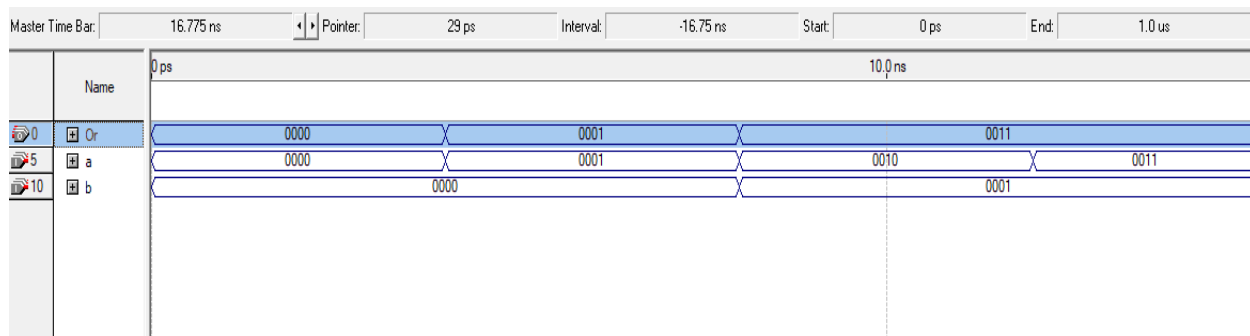 Master Time Bar: 16.775 ns Pointer: 29 ps Interval: -16.75 ns Start: 0 ps End: 1.0 us
Name 0 ps 10.0 ns
0 Or 0000 0001 0011
5 a 0000 0001 0010 0011
10 b 0000 0001